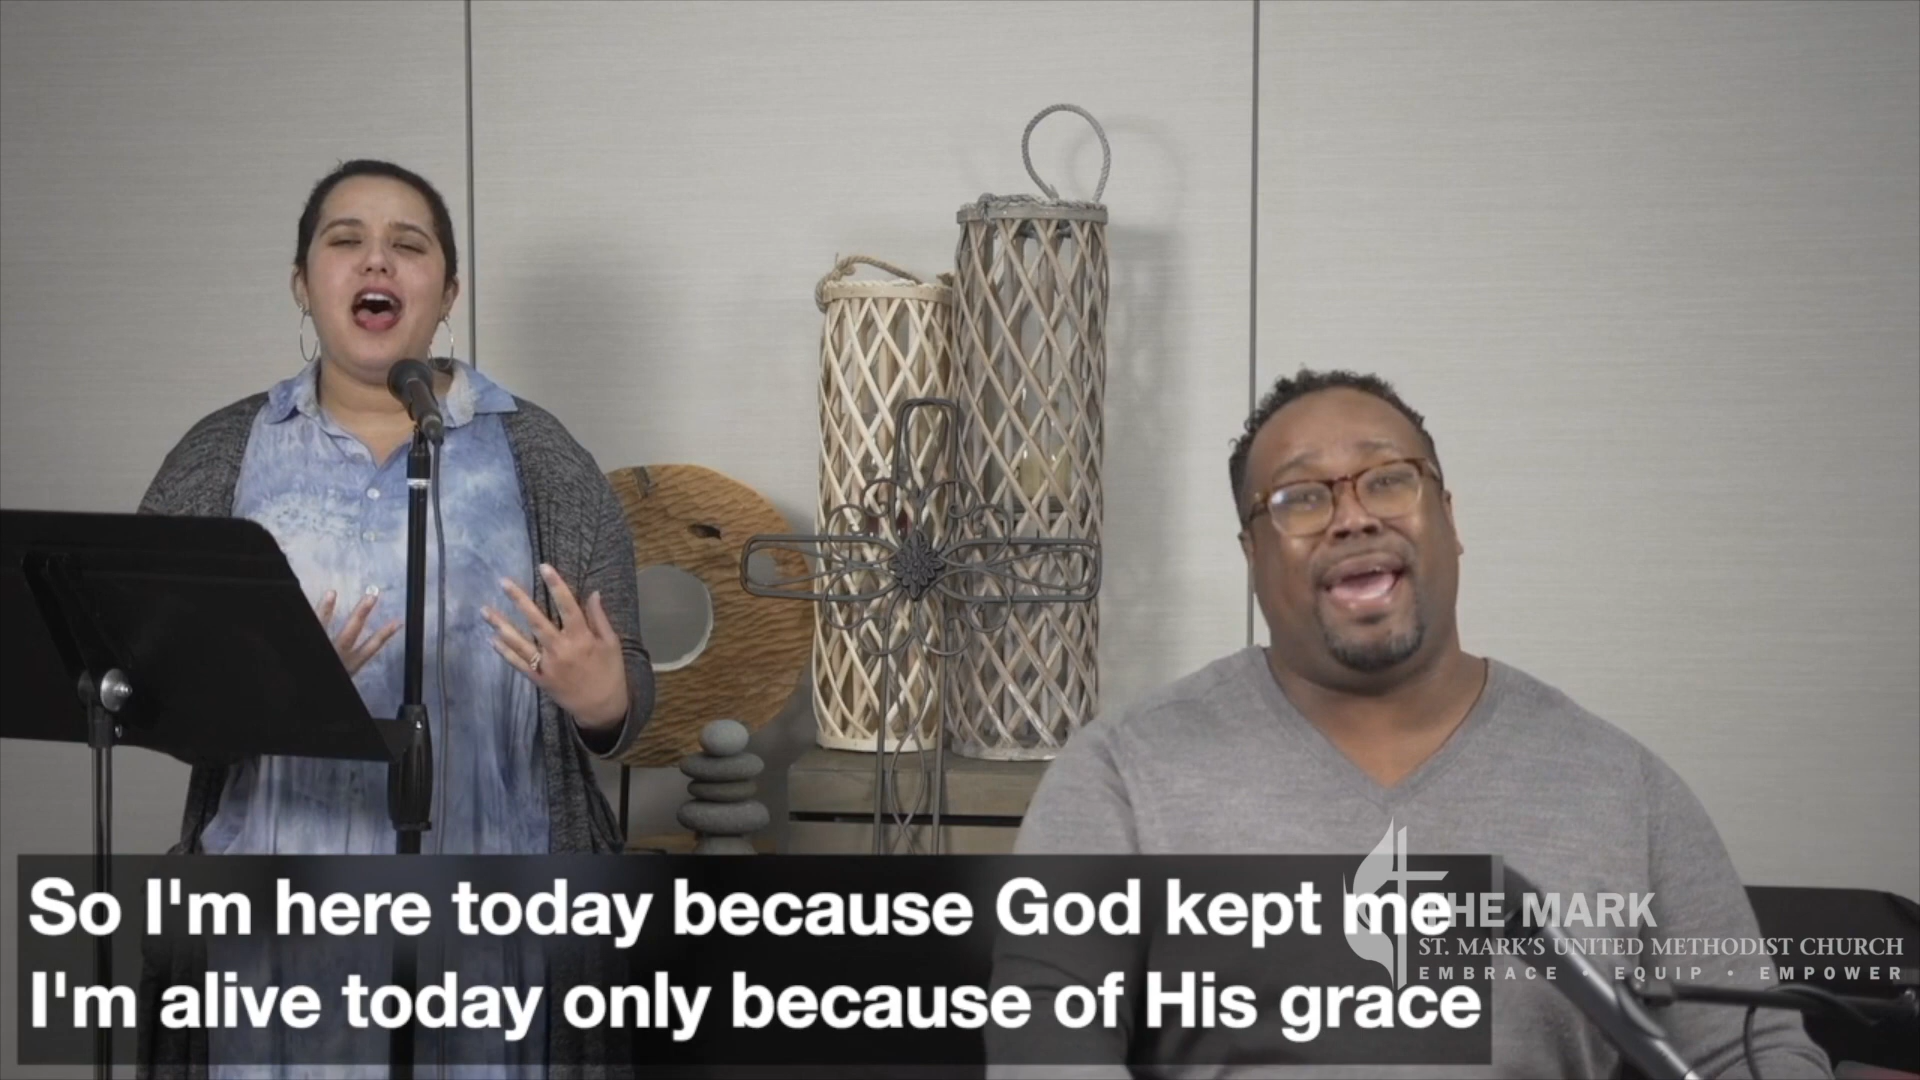 So I'm here today because God kept me
I'm alive today only because of His grace
THE MARK
ST. MARK'S UNITED METHODIST CHURCH
EMBRACE • EQUIP • EMPOWER